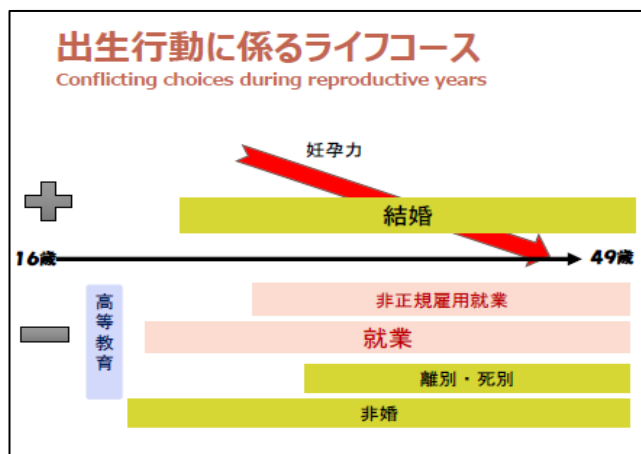 出生行動に係るライフコース
Conflicting choices during reproductive years
妊孕力
結婚
16歳
49歳
高等教育
非正規雇用就業
就業
離別・死別
非婚